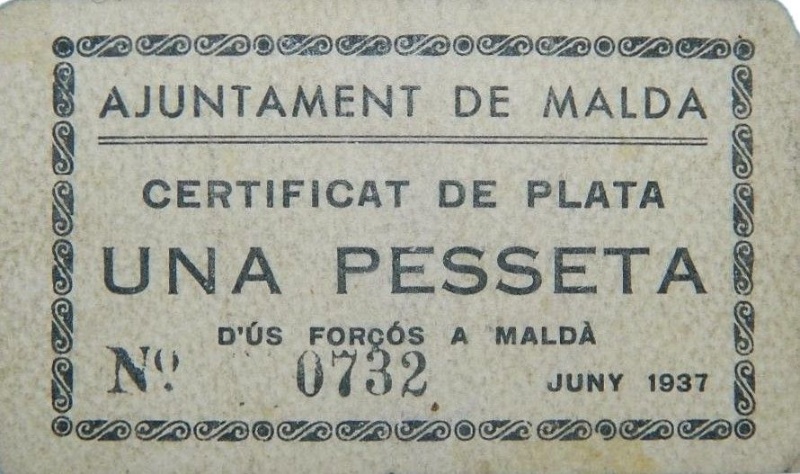 AJUNTAMENT DE MALDA
CERTIFICAT DE PLATA
UNA PESSETA
D'ÚS FORÇÓS A MALDÀ
Nº 0732 JUNY 1937